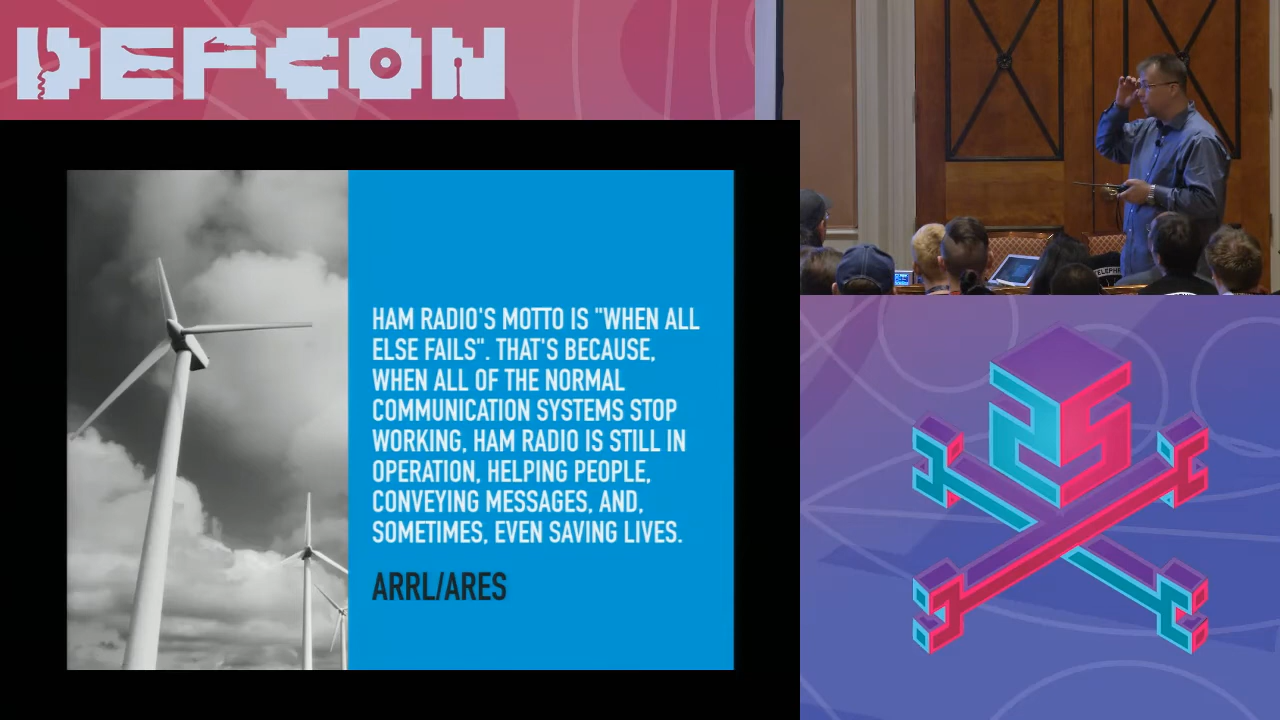 DEFCON
HAM RADIO'S MOTTO IS "WHEN ALL
ELSE FAILS". THAT'S BECAUSE,
WHEN ALL OF THE NORMAL
COMMUNICATION SYSTEMS STOP
WORKING, HAM RADIO IS STILL IN
OPERATION, HELPING PEOPLE,
CONVEYING MESSAGES, AND,
SOMETIMES, EVEN SAVING LIVES.
ARRL/ARES
25